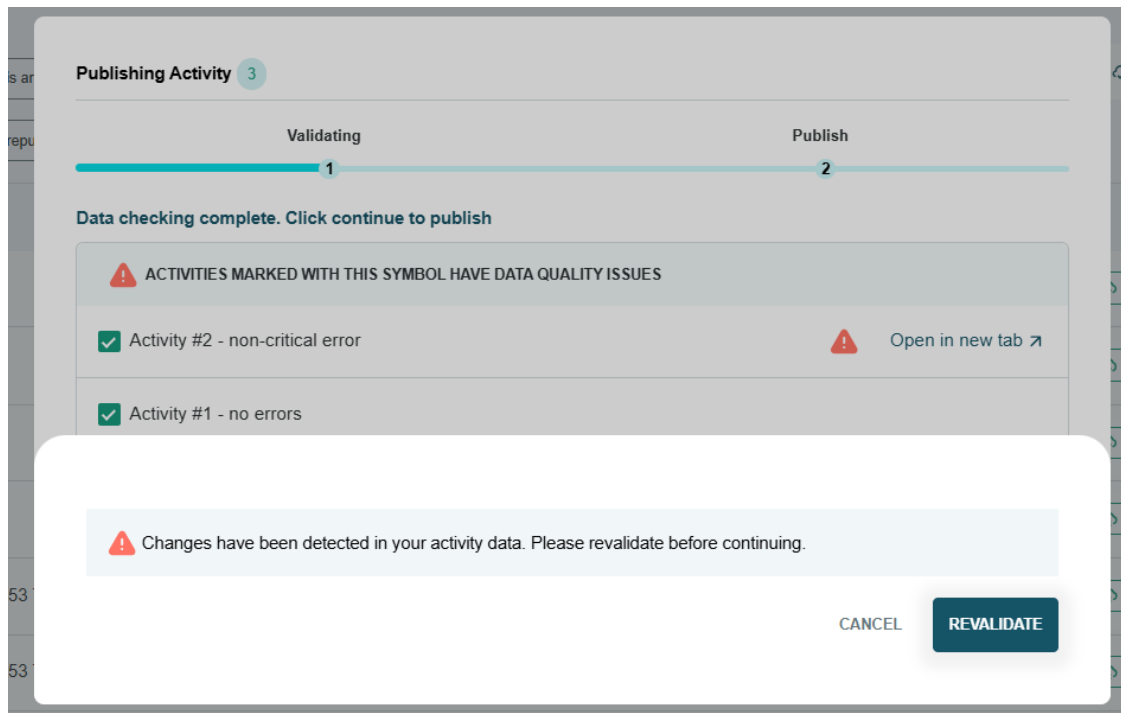 Publishing Activity 3
Validating
Publish
1
2
Data checking complete. Click continue to publish
ACTIVITIES MARKED WITH THIS SYMBOL HAVE DATA QUALITY ISSUES
Activity #2 - non-critical error
Open in new tab
Activity #1 - no errors
Changes have been detected in your activity data. Please revalidate before continuing.
CANCEL
REVALIDATE
53
53